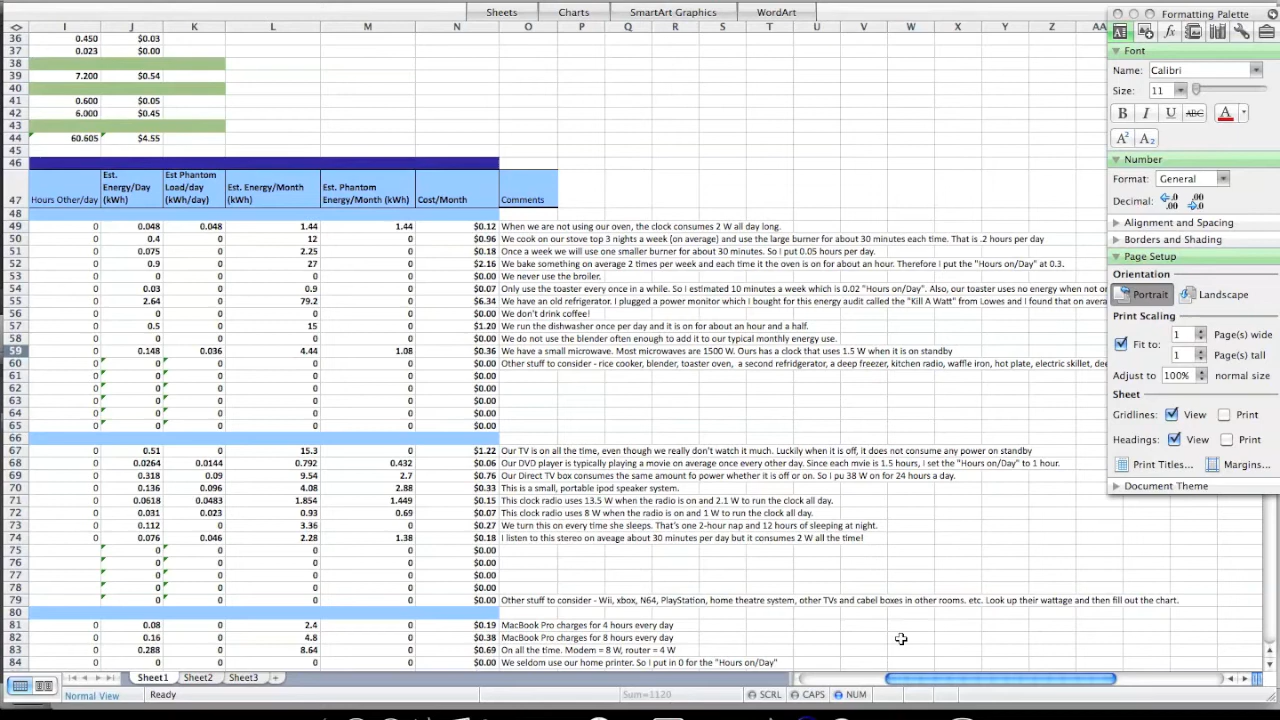 Sheets Charts SmartArt Graphics WordArt
Formatting Palette
I J K L M N O P Q R S T U V W X Y Z AA
36 0.450 $0.03
37 0.023 $0.00
38
39 7.200 $0.54
40
41 0.600 $0.05
42 6.000 $0.45
43
44 60.605 $4.55
45
46
47 Hours Other/day Est. Energy/Day (kWh) Est Phantom Load/day (kWh/day) Est. Energy/Month (kWh) Est. Phantom Energy/Month (kWh) Cost/Month Comments
48
49 0 0.048 0.048 1.44 1.44 $0.12 When we are not using our oven, the clock consumes 2 W all day long.
50 0 0.4 0 12 0 $0.96 We cook on our stove top 3 nights a week (on average) and use the large burner for about 30 minutes each time. That is .2 hours per day
51 0 0.075 0 2.25 0 $0.18 Once a week we will use one smaller burner for about 30 minutes. So I put 0.05 hours per day.
52 0 0.9 0 27 0 $2.16 We bake something on average 2 times per week and each time it the oven is on for about an hour. Therefore I put the "Hours on/Day" at 0.3.
53 0 0 0 0 0 $0.00 We never use the broiler.
54 0 0.03 0 0.9 0 $0.07 Only use the toaster every once in a while. So I estimated 10 minutes a week which is 0.02 "Hours on/Day". Also, our toaster uses no energy when not on
55 0 2.64 0 79.2 0 $6.34 We have an old refrigerator. I plugged a power monitor which I bought for this energy audit called the "Kill A Watt" from Lowes and I found that on avera
56 0 0 0 0 0 $0.00 We don't drink coffee!
57 0 0.5 0 15 0 $1.20 We run the dishwasher once per day and it is on for about an hour and a half.
58 0 0 0 0 0 $0.00 We do not use the blender often enough to add it to our typical monthly energy use.
59 0 0.148 0.036 4.44 1.08 $0.36 We have a small microwave. Most microwaves are 1500 W. Ours has a clock that uses 1.5 W when it is on standby
60 0 0 0 0 0 $0.00 Other stuff to consider - rice cooker, blender, toaster oven, a second refridgerator, a deep freezer, kitchen radio, waffle iron, hot plate, electric skillet, dee
61 0 0 0 0 0 $0.00
62 0 0 0 0 0 $0.00
63 0 0 0 0 0 $0.00
64 0 0 0 0 0 $0.00
65 0 0 0 0 0 $0.00
66
67 0 0.51 0 15.3 0 $1.22 Our TV is on all the time, even though we really don't watch it much. Luckily when it is off, it does not consume any power on standby
68 0 0.0264 0.0144 0.792 0.432 $0.06 Our DVD player is typically playing a movie on average once every other day. Since each mvie is 1.5 hours, I set the "Hours on/Day" to 1 hour.
69 0 0.318 0.09 9.54 2.7 $0.76 Our Direct TV box consumes the same amount fo power whether it is off or on. So I pu 38 W on for 24 hours a day.
70 0 0.136 0.096 4.08 2.88 $0.33 This is a small, portable ipod speaker system.
71 0 0.0618 0.0483 1.854 1.449 $0.15 This clock radio uses 13.5 W when the radio is on and 2.1 W to run the clock all day.
72 0 0.031 0.023 0.93 0.69 $0.07 This clock radio uses 8 W when the radio is on and 1 W to run the clock all day.
73 0 0.112 0 3.36 0 $0.27 We turn this on every time she sleeps. That's one 2-hour nap and 12 hours of sleeping at night.
74 0 0.076 0.046 2.28 1.38 $0.18 I listen to this stereo on aveage about 30 minutes per day but it consumes 2 W all the time!
75 0 0 0 0 $0.00
76 0 0 0 0 $0.00
77 0 0 0 0 $0.00
78 0 0 0 0 $0.00
79 0 0 0 0 $0.00 Other stuff to consider - Wii, xbox, N64, PlayStation, home theatre system, other TVs and cabel boxes in other rooms. etc. Look up their wattage and then fill out the chart.
80
81 0 0.08 0 2.4 0 $0.19 MacBook Pro charges for 4 hours every day
82 0 0.16 0 4.8 0 $0.38 MacBook Pro charges for 8 hours every day
83 0 0.288 0 8.64 0 $0.69 On all the time. Modem = 8 W, router = 4 W
84 0 0 0 0 0 $0.00 We seldom use our home printer. So I put in 0 for the "Hours on/Day"
Sheet1 Sheet2 Sheet3 +
Normal View Ready Sum=1120 SCRL CAPS NUM
Font
Name: Calibri
Size: 11
B I U ABC A
A2 A2
Number
Format: General
Decimal: .0 .00 .00 .0
Alignment and Spacing
Borders and Shading
Page Setup
Orientation
Portrait Landscape
Print Scaling
Fit to: 1 Page(s) wide
1 Page(s) tall
Adjust to 100% normal size
Sheet
Gridlines: View Print
Headings: View Print
Print Titles... Margins...
Document Theme